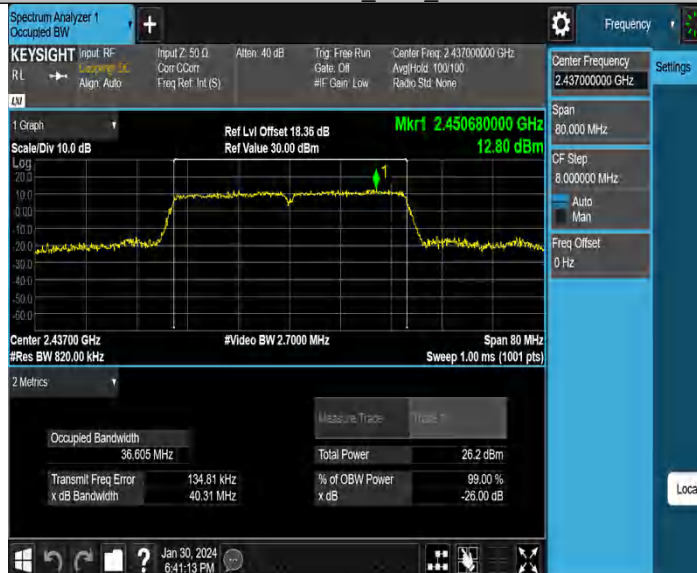 Spectrum Analyzer 1
Occupied BW
Frequency
KEYSIGHT
Input: RF
Coupling: DC
Align: Auto
RL
LXI
Input Z: 50 Ω
Corr CCorr
Freq Ref: Int (S)
Atten: 40 dB
Trig: Free Run
Gate: Off
#IF Gain: Low
Center Freq: 2.437000000 GHz
Avg|Hold: 100/100
Radio Std: None
Center Frequency
2.437000000 GHz
Settings
Span
80.000 MHz
CF Step
8.000000 MHz
Auto
Man
Freq Offset
0 Hz
1 Graph
Scale/Div 10.0 dB
Ref Lvl Offset 18.36 dB
Ref Value 30.00 dBm
Mkr1 2.450680000 GHz
12.80 dBm
Log
20.0
10.0
0.00
-10.0
-20.0
-30.0
-40.0
-50.0
-60.0
1
Center 2.43700 GHz
#Res BW 820.00 kHz
#Video BW 2.7000 MHz
Span 80 MHz
Sweep 1.00 ms (1001 pts)
2 Metrics
Measure Trace
Trace 1
Occupied Bandwidth
36.605 MHz
Total Power
26.2 dBm
Transmit Freq Error
134.81 kHz
% of OBW Power
99.00 %
x dB Bandwidth
40.31 MHz
x dB
-26.00 dB
Loca
Jan 30, 2024
6:41:13 PM